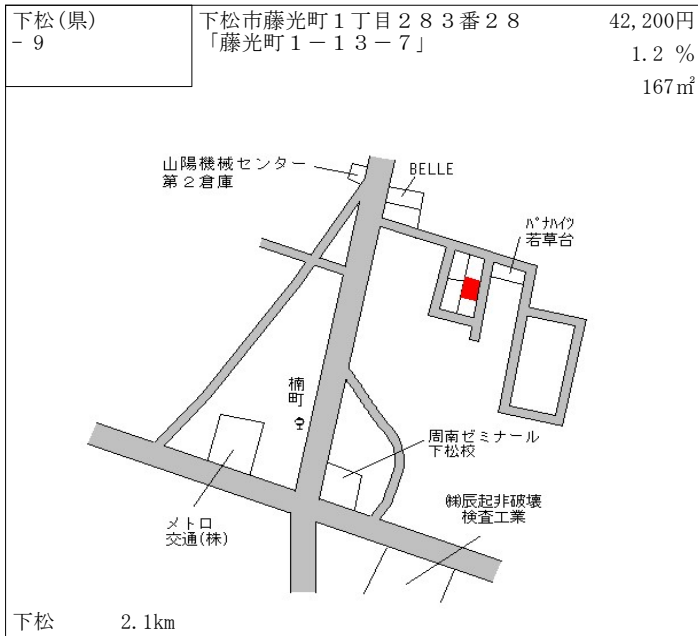 下松(県)
- 9
下松市藤光町１丁目２８３番２８
「藤光町１－１３－７」
42,200円
1.2 %
167㎡
山陽機械センター
第２倉庫
BELLE
ﾊﾟﾅﾊｲﾂ
若草台
楠
町
周南ゼミナール
下松校
㈱辰起非破壊
検査工業
メトロ
交通(株)
下松 2.1km